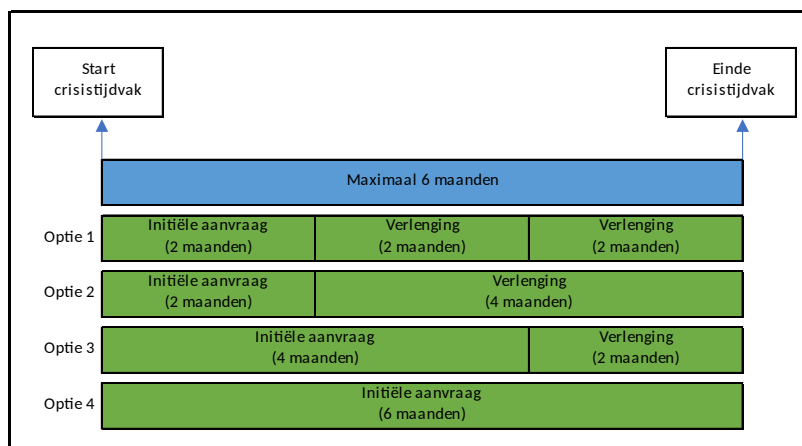 Start
crisistijdvak
Einde
crisistijdvak
Maximaal 6 maanden
Optie 1
Initiële aanvraag
(2 maanden)
Verlenging
(2 maanden)
Verlenging
(2 maanden)
Optie 2
Initiële aanvraag
(2 maanden)
Verlenging
(4 maanden)
Optie 3
Initiële aanvraag
(4 maanden)
Verlenging
(2 maanden)
Optie 4
Initiële aanvraag
(6 maanden)